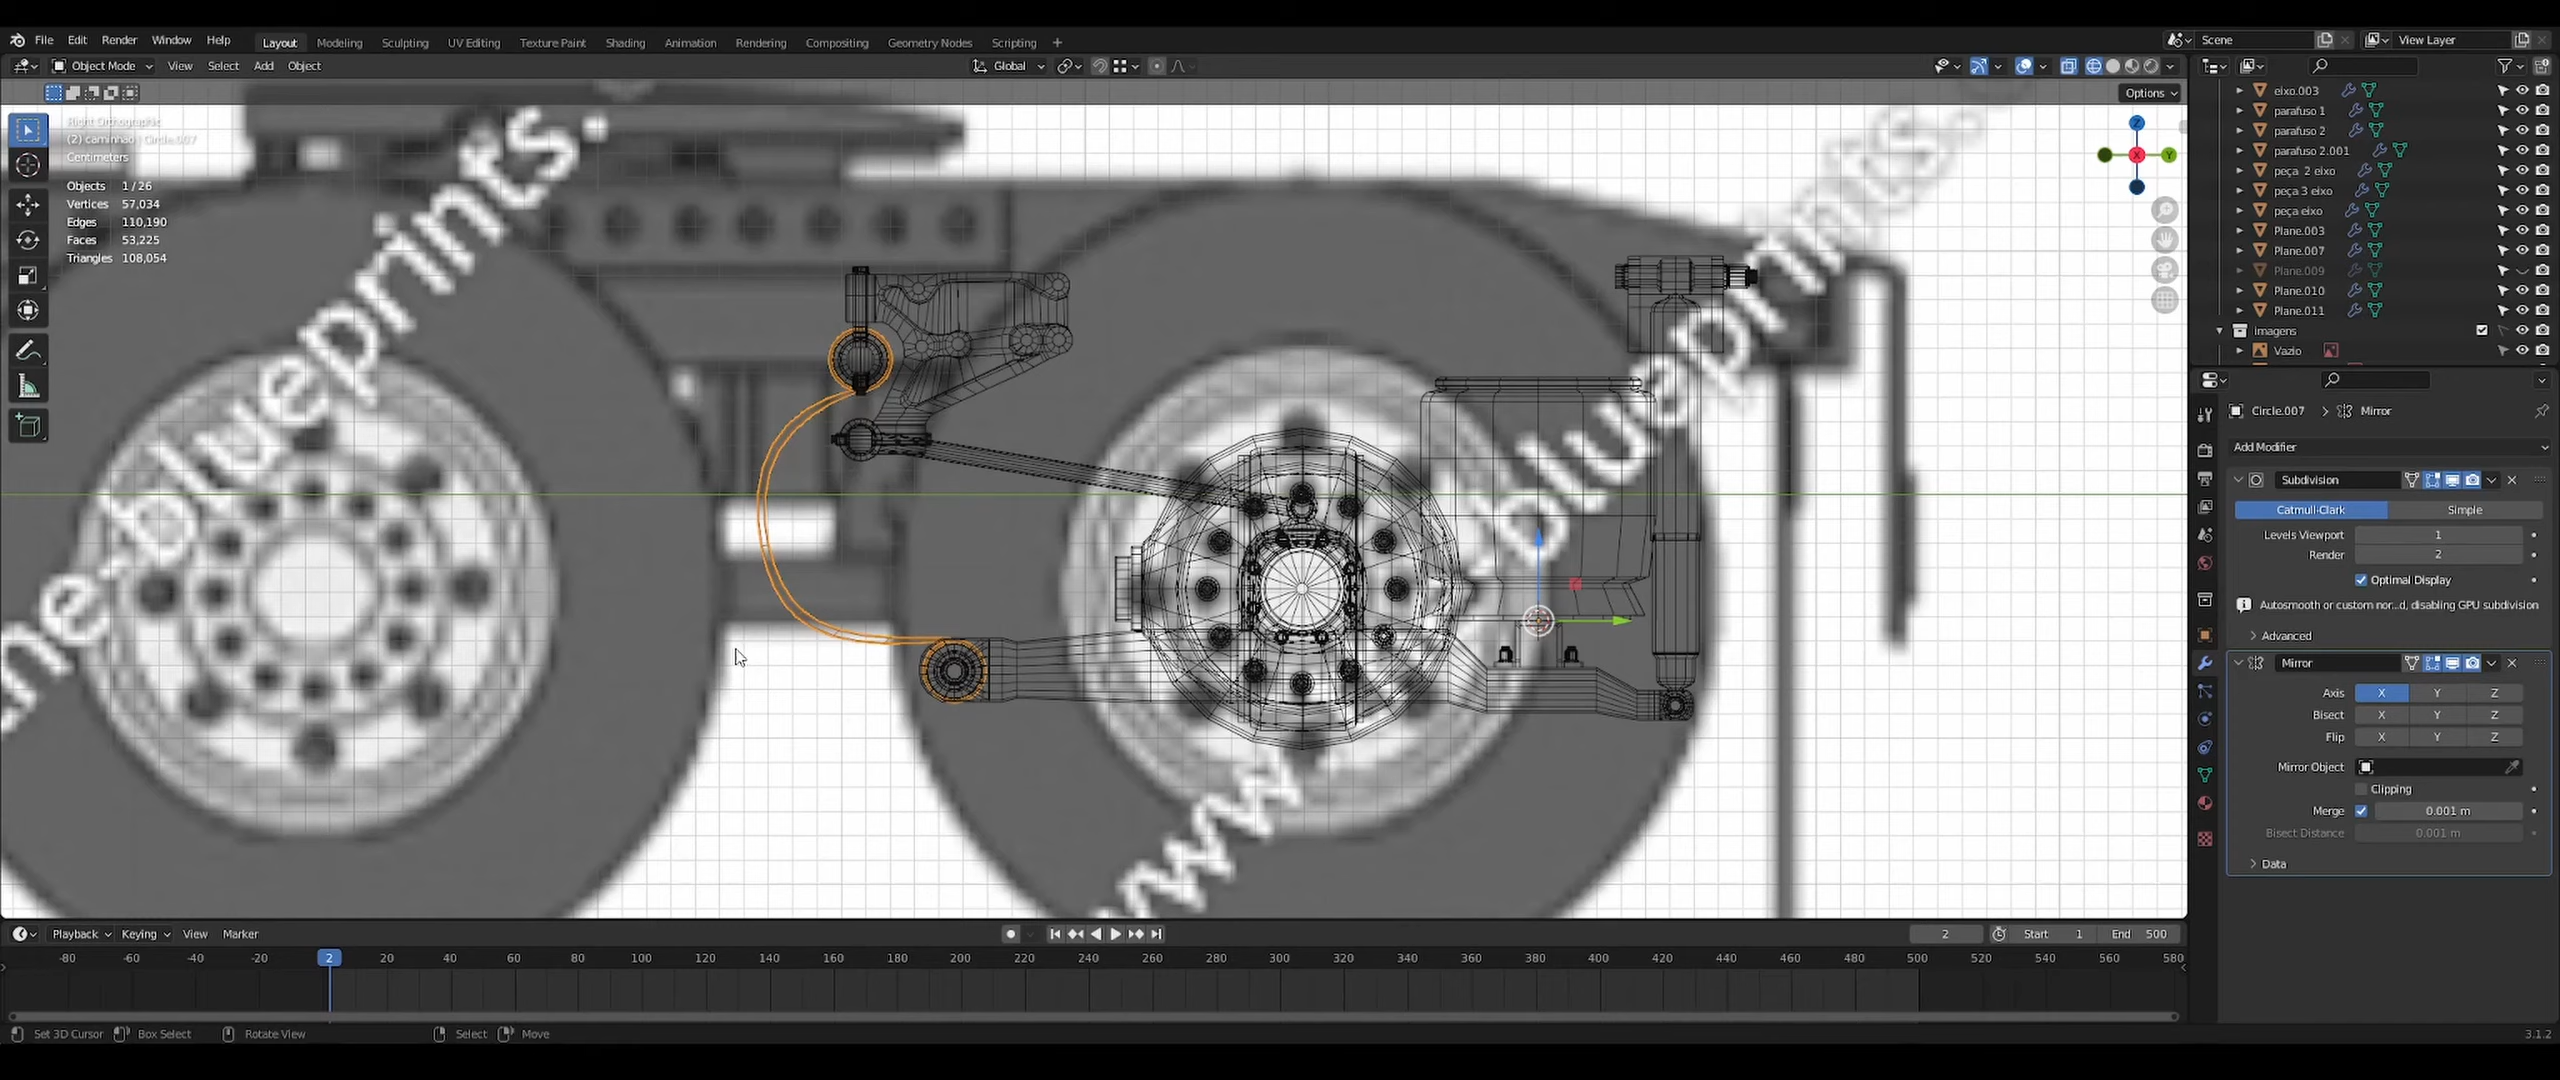 File Edit Render Window Help Layout Modeling Sculpting UV Editing Texture Paint Shading Animation Rendering Compositing Geometry Nodes Scripting + Scene View Layer
Object Mode View Select Add Object Global
Options
Right Orthographic
(2) caminhao | Circle.007
Centimeters
Objects 1 / 26
Vertices 57,034
Edges 110,190
Faces 53,225
Triangles 108,054
Z
X
Y
eixo.003
parafuso 1
parafuso 2
parafuso 2.001
peça 2 eixo
peça 3 eixo
peça eixo
Plane.003
Plane.007
Plane.009
Plane.010
Plane.011
Imagens
Vazio
Circle.007 > Mirror
Add Modifier
Subdivision
Catmull-Clark Simple
Levels Viewport 1
Render 2
Optimal Display
Autosmooth or custom nor...d, disabling GPU subdivision
Advanced
Mirror
Axis X Y Z
Bisect X Y Z
Flip X Y Z
Mirror Object
Clipping
Merge 0.001 m
Bisect Distance 0.001 m
Data
Playback Keying View Marker 2 Start 1 End 500
-80 -60 -40 -20 2 20 40 60 80 100 120 140 160 180 200 220 240 260 280 300 320 340 360 380 400 420 440 460 480 500 520 540 560 580
Set 3D Cursor Box Select Rotate View Select Move 3.1.2